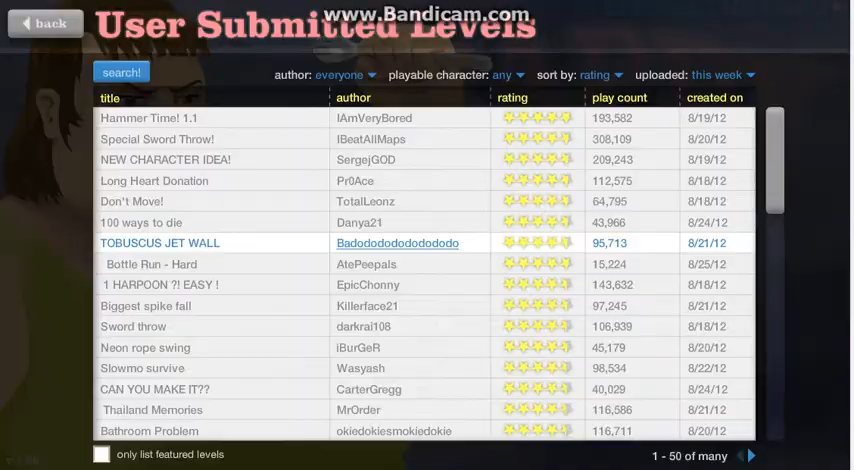 www.Bandicam.com
back
User Submitted Levels
search!
author: everyone playable character: any sort by: rating uploaded: this week
title author rating play count created on
Hammer Time! 1.1 IAmVeryBored 193,582 8/19/12
Special Sword Throw! IBeatAllMaps 308,109 8/20/12
NEW CHARACTER IDEA! SergejGOD 209,243 8/19/12
Long Heart Donation Pr0Ace 112,575 8/18/12
Don't Move! TotalLeonz 64,795 8/18/12
100 ways to die Danya21 43,966 8/24/12
TOBUSCUS JET WALL Badodododododododo 95,713 8/21/12
Bottle Run - Hard AtePeepals 15,224 8/25/12
1 HARPOON ?! EASY ! EpicChonny 143,632 8/18/12
Biggest spike fall Killerface21 97,245 8/21/12
Sword throw darkrai108 106,939 8/18/12
Neon rope swing iBurGeR 45,179 8/20/12
Slowmo survive Wasyash 98,534 8/22/12
CAN YOU MAKE IT?? CarterGregg 40,029 8/24/12
Thailand Memories MrOrder 116,586 8/21/12
Bathroom Problem okiedokiesmokiedokie 116,711 8/20/12
only list featured levels 1 - 50 of many